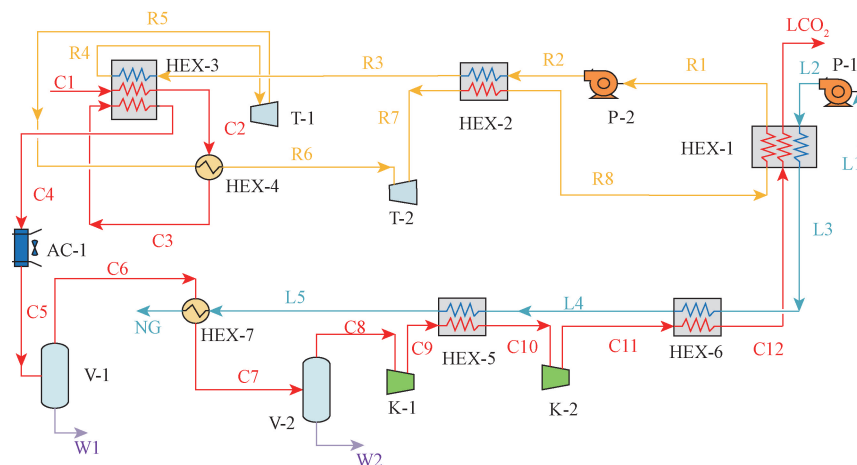 R5
LCO₂
R4
HEX-3
R3
R2
R1
L2
P-1
C1
C2
T-1
R7
HEX-2
P-2
HEX-1
R6
HEX-4
T-2
R8
L1
C4
C3
L3
AC-1
C6
C5
NG
HEX-7
L5
L4
C8
C9
HEX-5
C10
C11
HEX-6
C12
V-1
C7
K-1
K-2
V-2
W1
W2